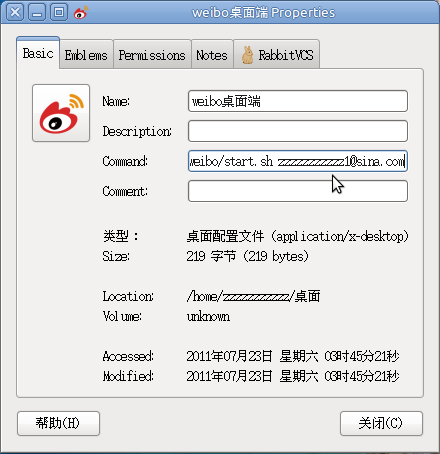 weibo桌面端 Properties
Basic Emblems Permissions Notes RabbitVCS
Name: weibo桌面端
Description:
Command: weibo/start.sh zzzzzzzzzzz1@sina.com
Comment:
类型： 桌面配置文件 (application/x-desktop)
Size: 219 字节 (219 bytes)
Location: /home/zzzzzzzzzzz/桌面
Volume: unknown
Accessed: 2011年07月23日 星期六 03时45分21秒
Modified: 2011年07月23日 星期六 03时45分21秒
帮助(H) 关闭(C)